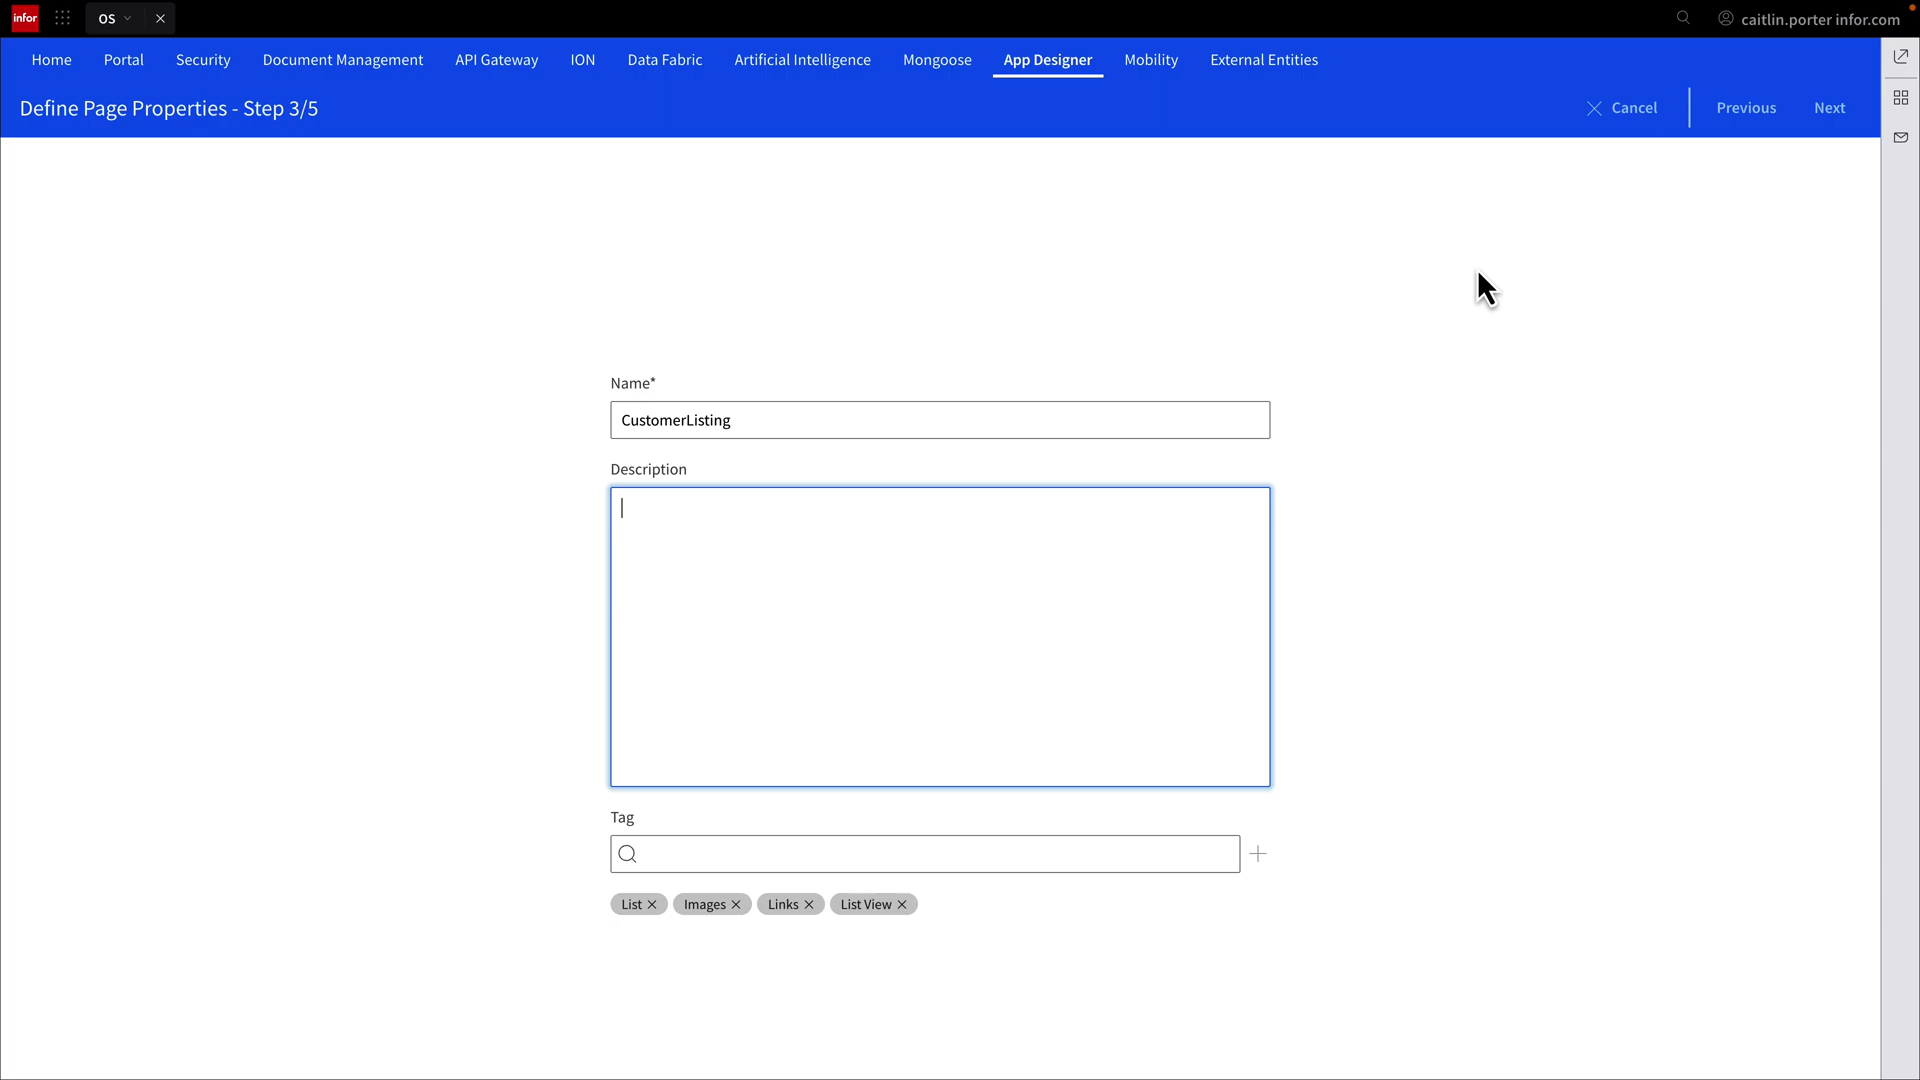 infor OS caitlin.porter infor.com
Home Portal Security Document Management API Gateway ION Data Fabric Artificial Intelligence Mongoose App Designer Mobility External Entities
Define Page Properties - Step 3/5 Cancel Previous Next
Name*
CustomerListing
Description
Tag
List Images Links List View